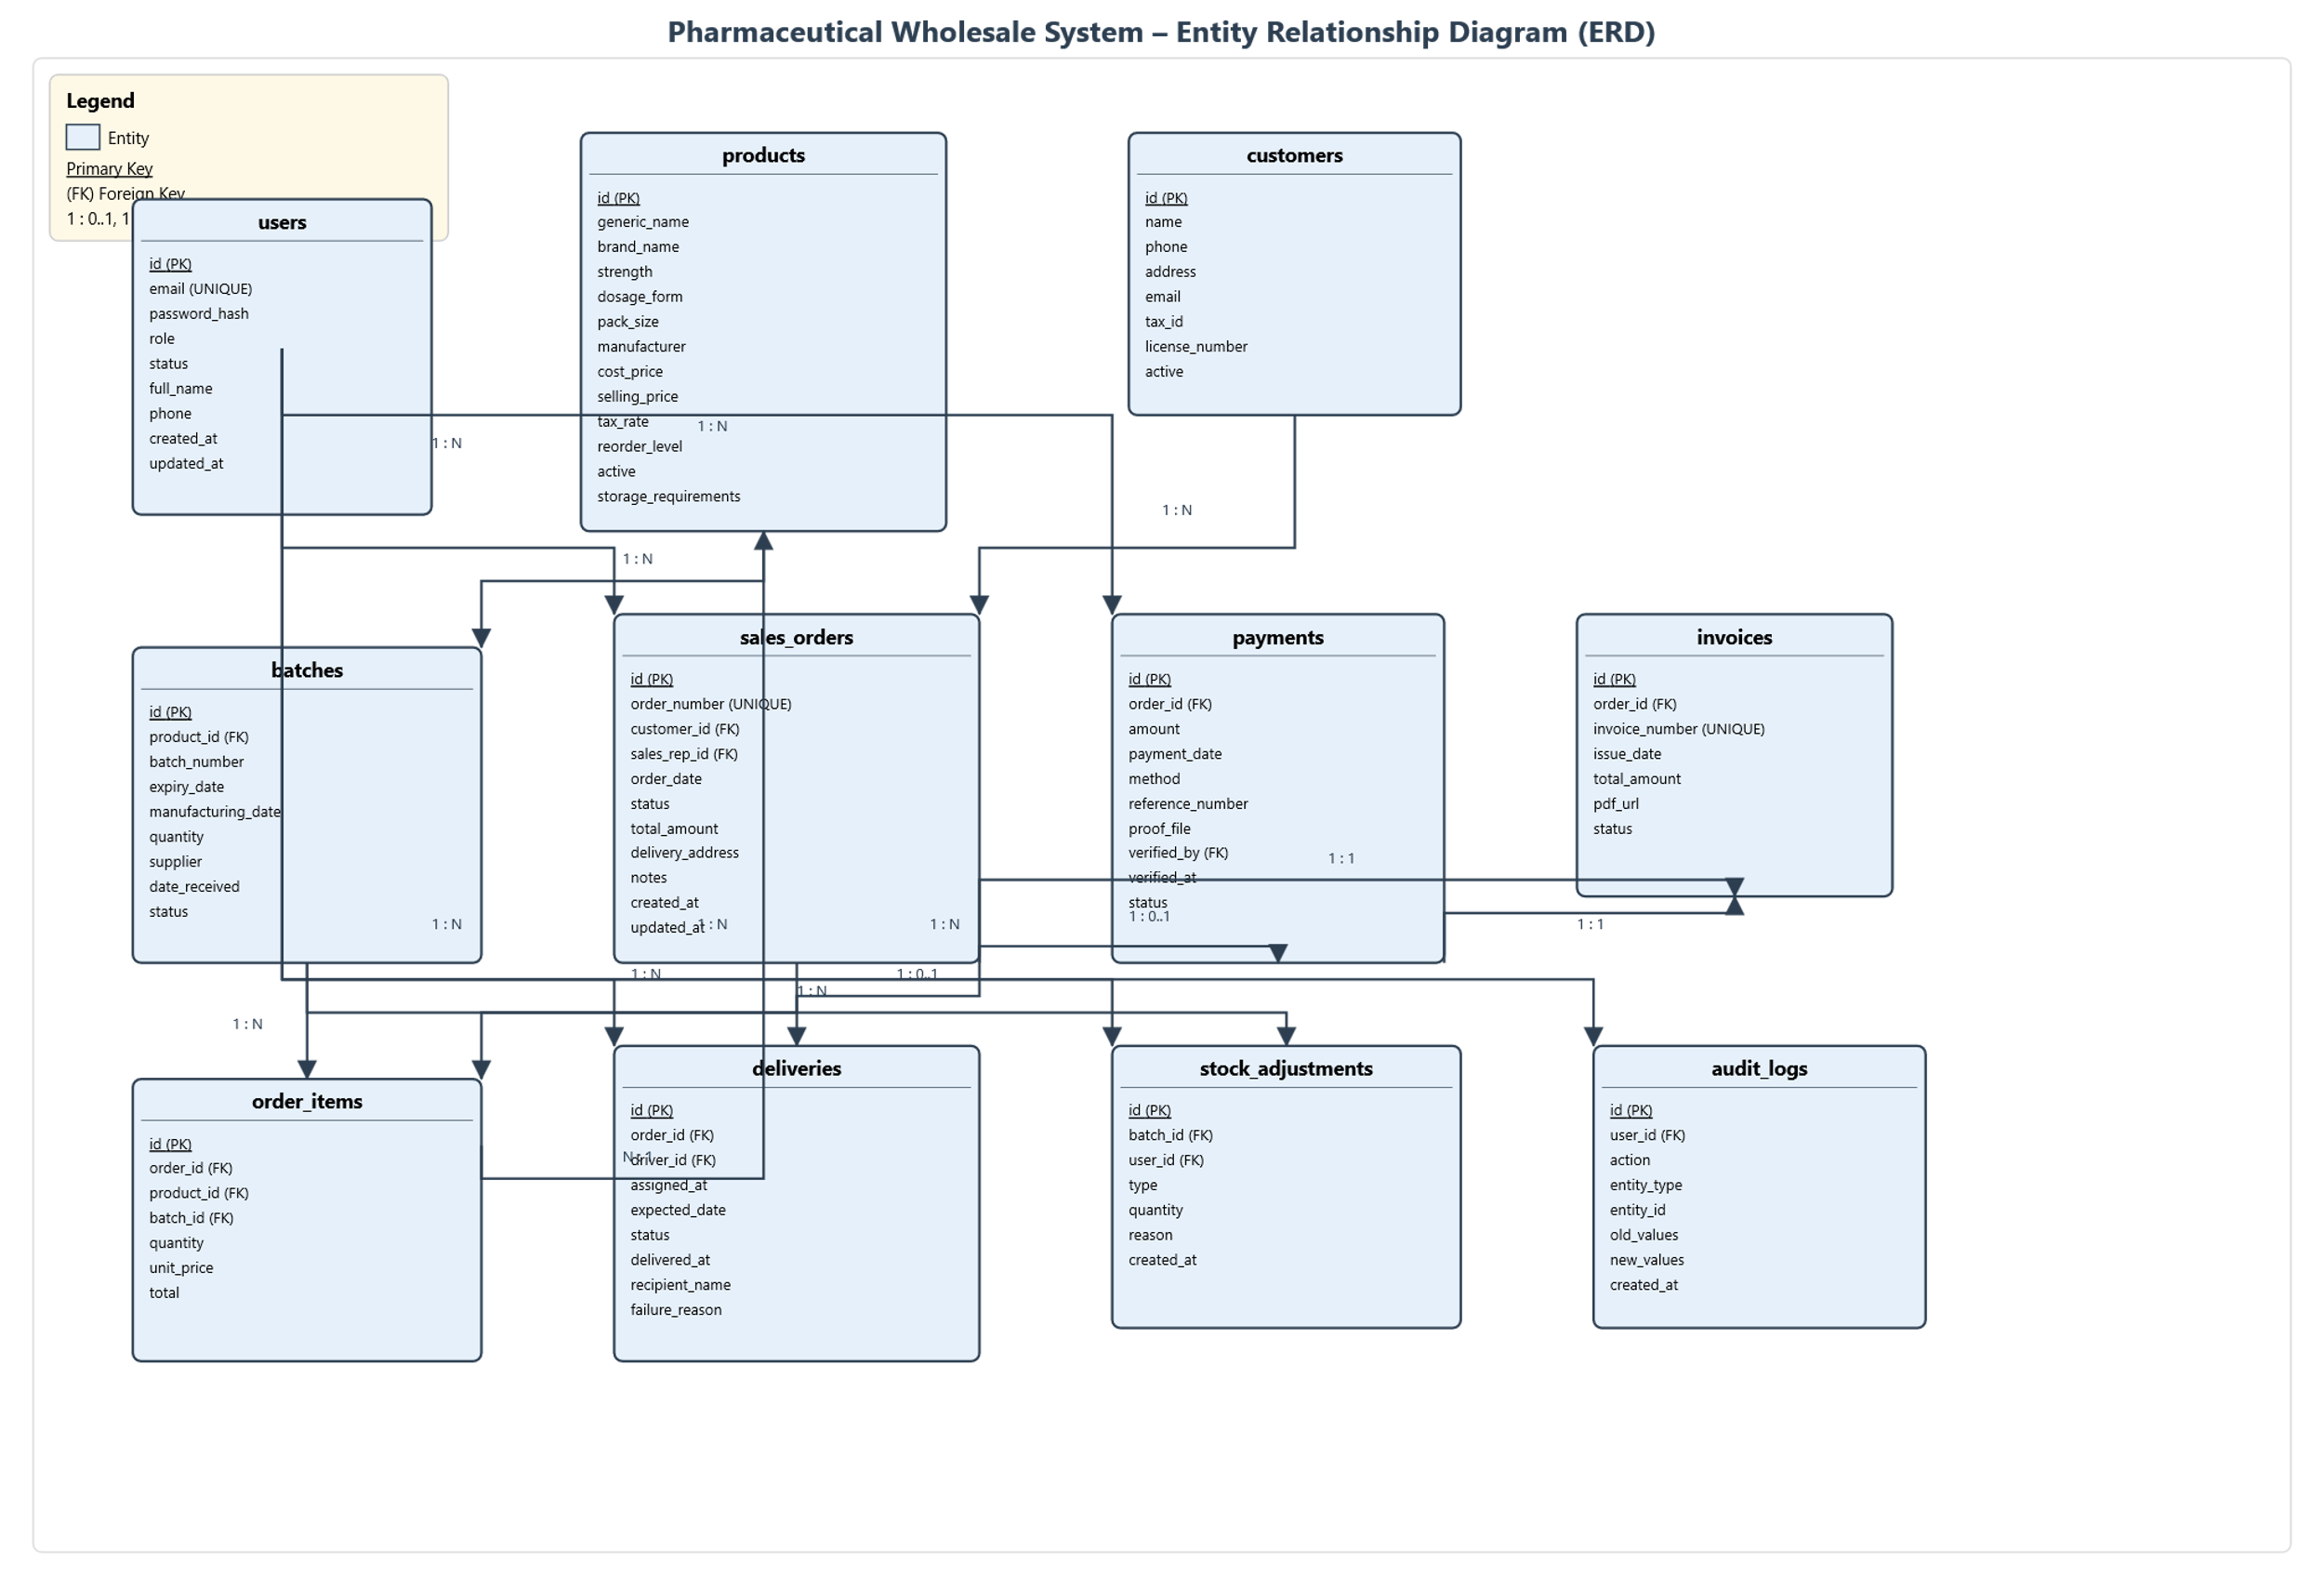 Pharmaceutical Wholesale System – Entity Relationship Diagram (ERD)
Legend
Entity
Primary Key
(FK) Foreign Key
1 : 0..1, 1
users
id (PK)
email (UNIQUE)
password_hash
role
status
full_name
phone
created_at
updated_at
products
id (PK)
generic_name
brand_name
strength
dosage_form
pack_size
manufacturer
cost_price
selling_price
tax_rate
reorder_level
active
storage_requirements
customers
id (PK)
name
phone
address
email
tax_id
license_number
active
1 : N
1 : N
1 : N
1 : N
batches
id (PK)
product_id (FK)
batch_number
expiry_date
manufacturing_date
quantity
supplier
date_received
status
1 : N
sales_orders
id (PK)
order_number (UNIQUE)
customer_id (FK)
sales_rep_id (FK)
order_date
status
total_amount
delivery_address
notes
created_at
updated_at
1 : N
1 : N
payments
id (PK)
order_id (FK)
amount
payment_date
method
reference_number
proof_file
verified_by (FK)
1 : 1
verified_at
status
1 : 0..1
invoices
id (PK)
order_id (FK)
invoice_number (UNIQUE)
issue_date
total_amount
pdf_url
status
1 : 1
1 : N
1 : 0..1
1 : N
1 : N
order_items
id (PK)
order_id (FK)
product_id (FK)
batch_id (FK)
quantity
unit_price
total
deliveries
id (PK)
order_id (FK)
N : 1
driver_id (FK)
assigned_at
expected_date
status
delivered_at
recipient_name
failure_reason
stock_adjustments
id (PK)
batch_id (FK)
user_id (FK)
type
quantity
reason
created_at
audit_logs
id (PK)
user_id (FK)
action
entity_type
entity_id
old_values
new_values
created_at